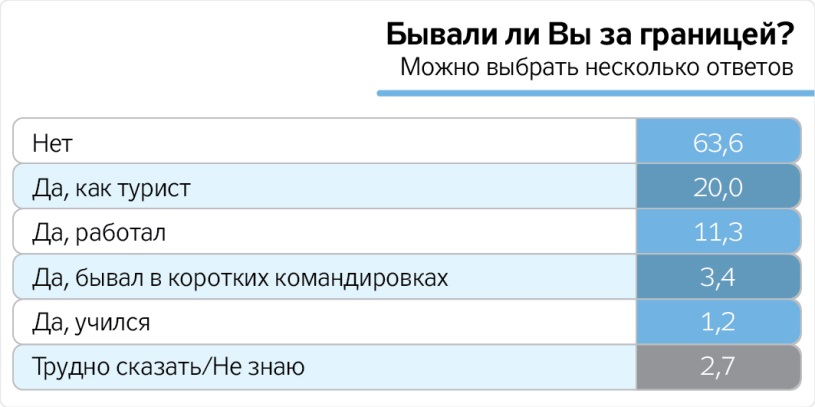 Бывали ли Вы за границей?
Можно выбрать несколько ответов
Нет 63,6
Да, как турист 20,0
Да, работал 11,3
Да, бывал в коротких командировках 3,4
Да, учился 1,2
Трудно сказать/Не знаю 2,7